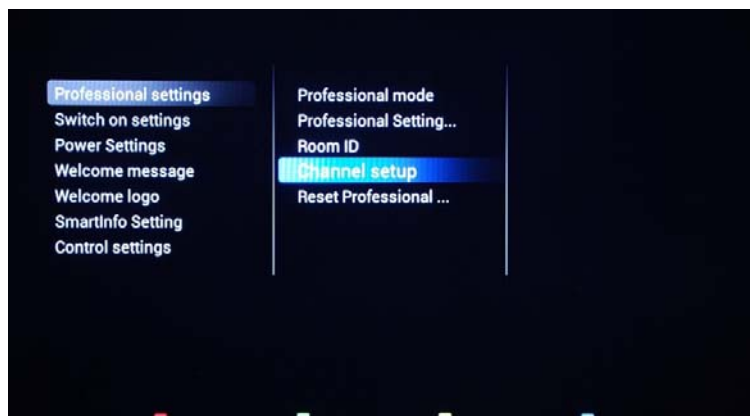 Professional settings
Switch on settings
Power Settings
Welcome message
Welcome logo
SmartInfo Setting
Control settings
Professional mode
Professional Setting...
Room ID
Channel setup
Reset Professional ...